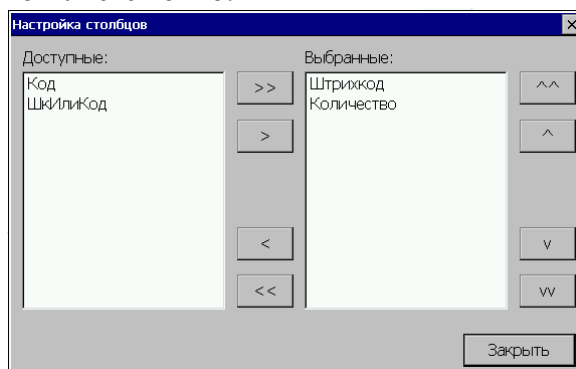 Настройка столбцов
Доступные:
Выбранные:
Код
ШкИлиКод
Штрихкод
Количество
>>
>
<
<<
^^
^
v
vv
Закрыть